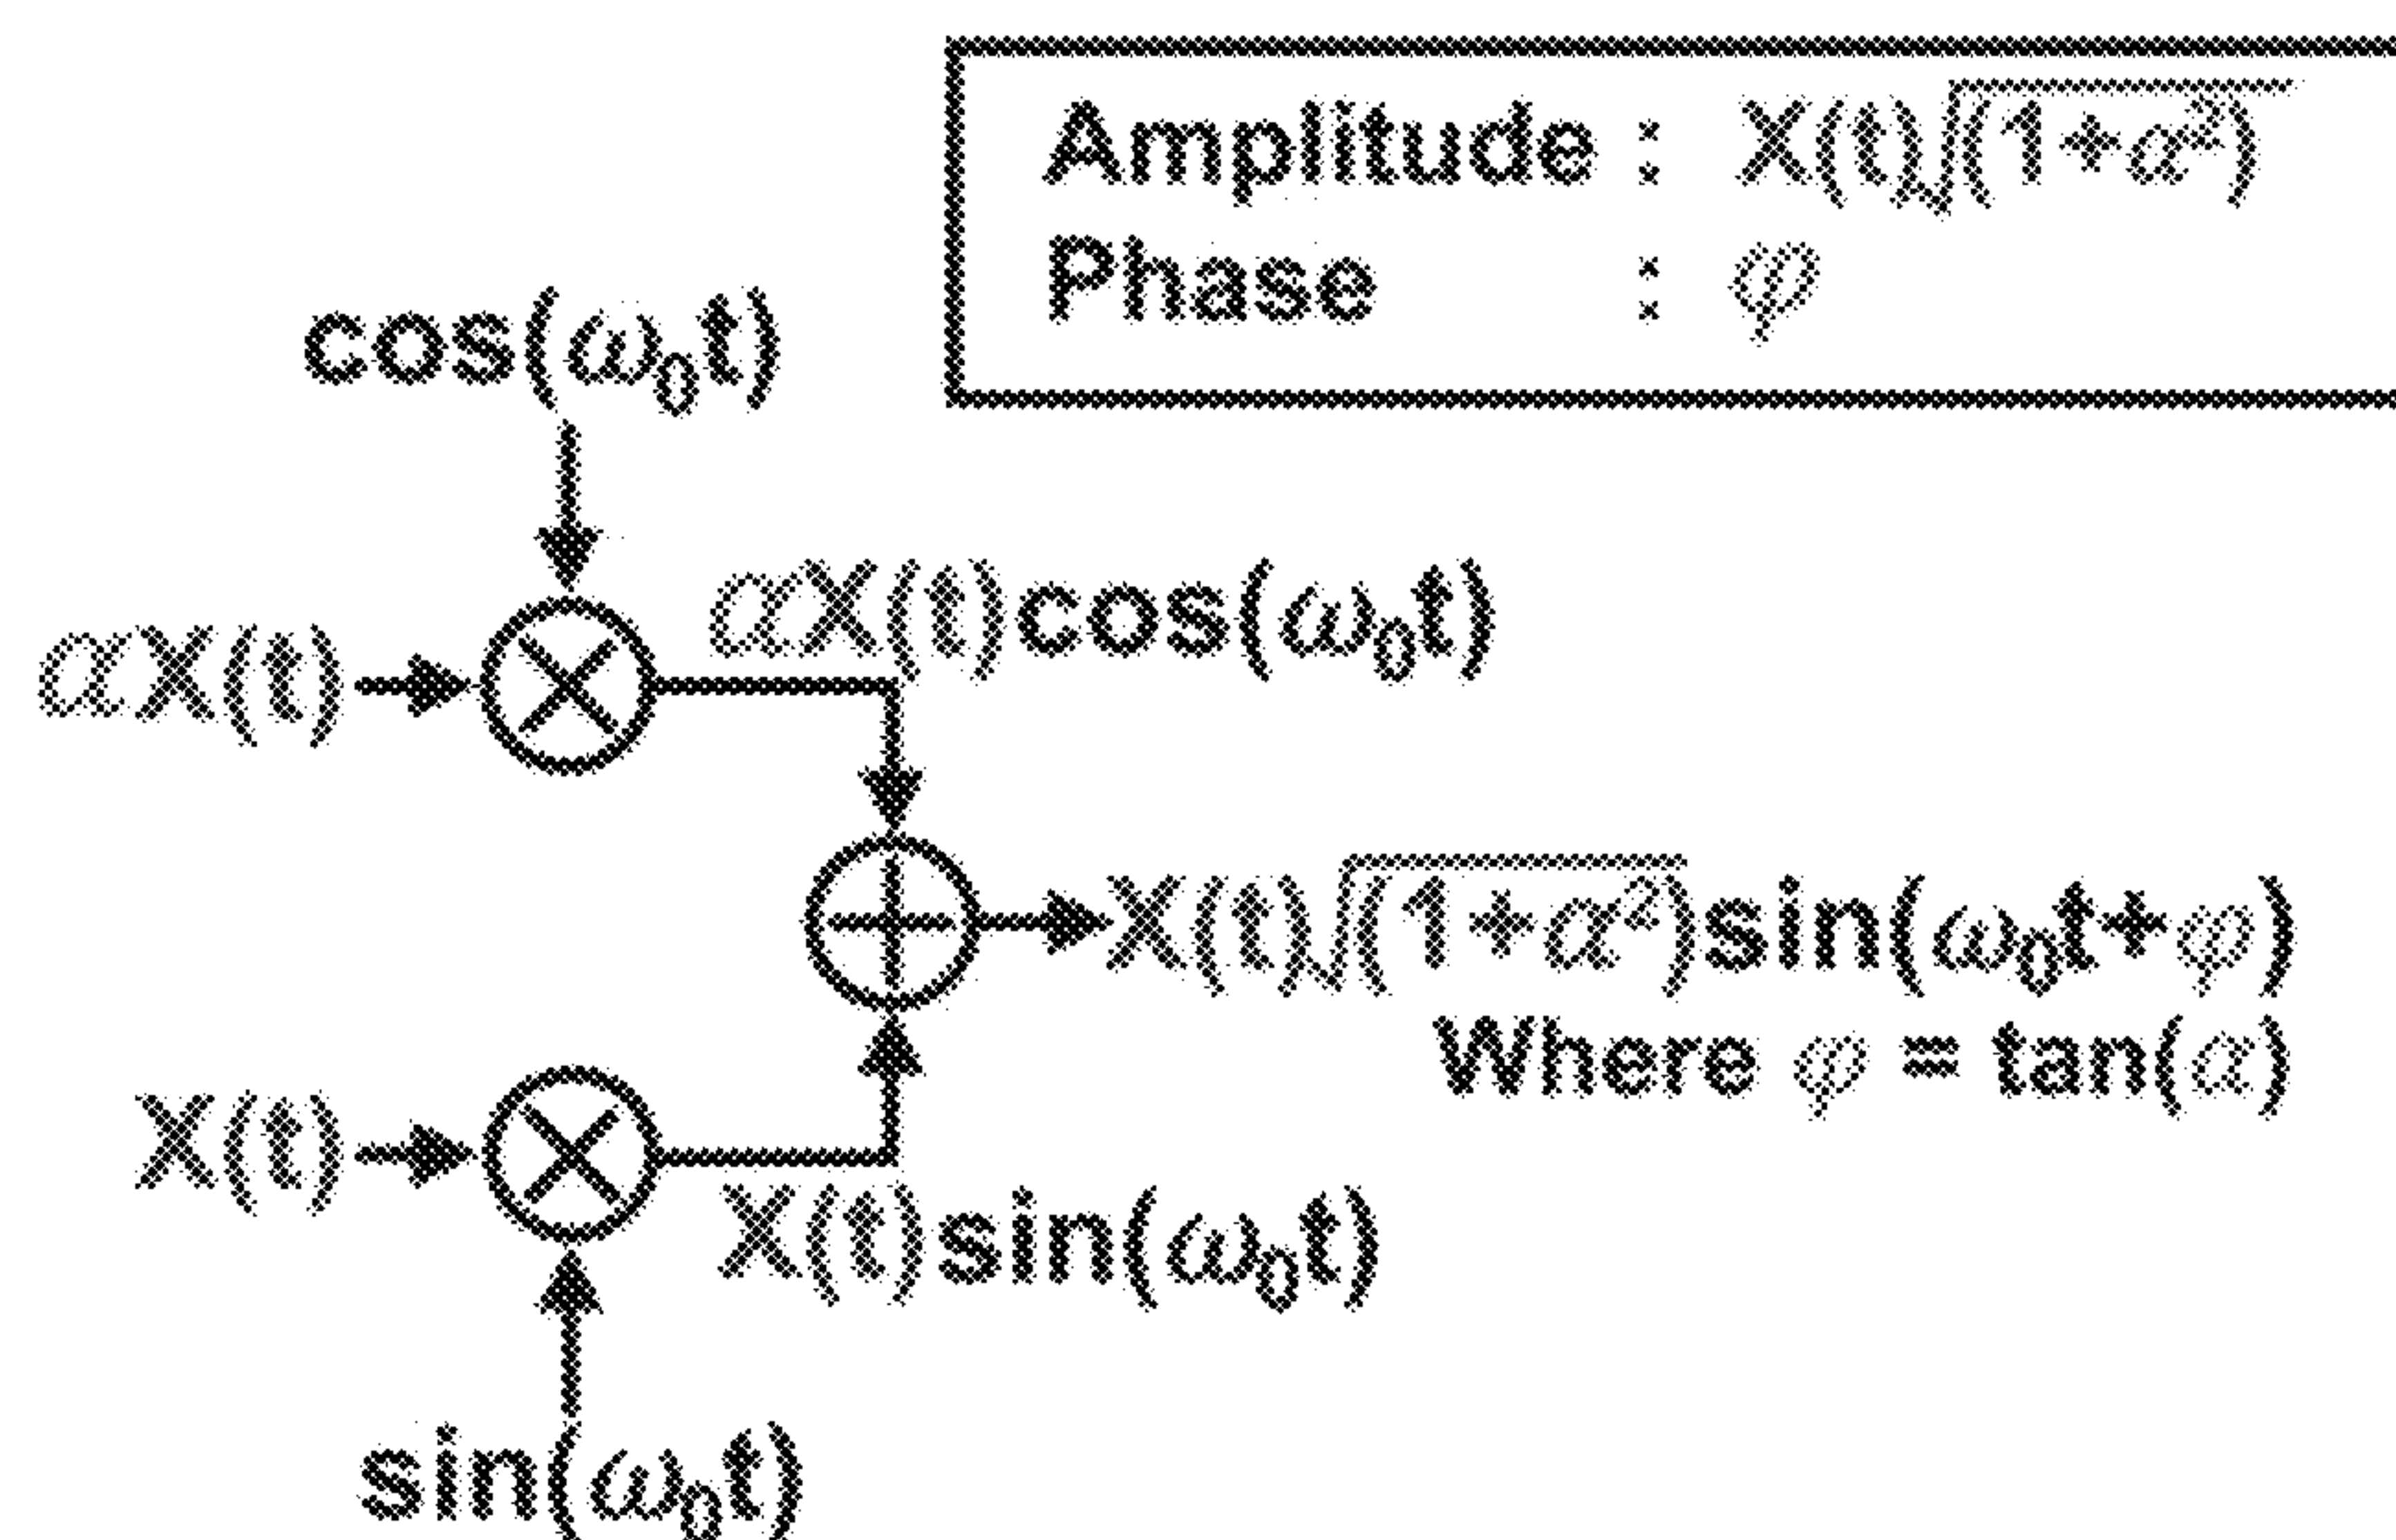 Amplitude : X(t)√(1+α²)
Phase : φ
cos(ω₀t)
αX(t)cos(ω₀t)
αX(t)
X(t)√(1+α²)sin(ω₀t+φ)
Where φ = tan(α)
X(t)
X(t)sin(ω₀t)
sin(ω₀t)